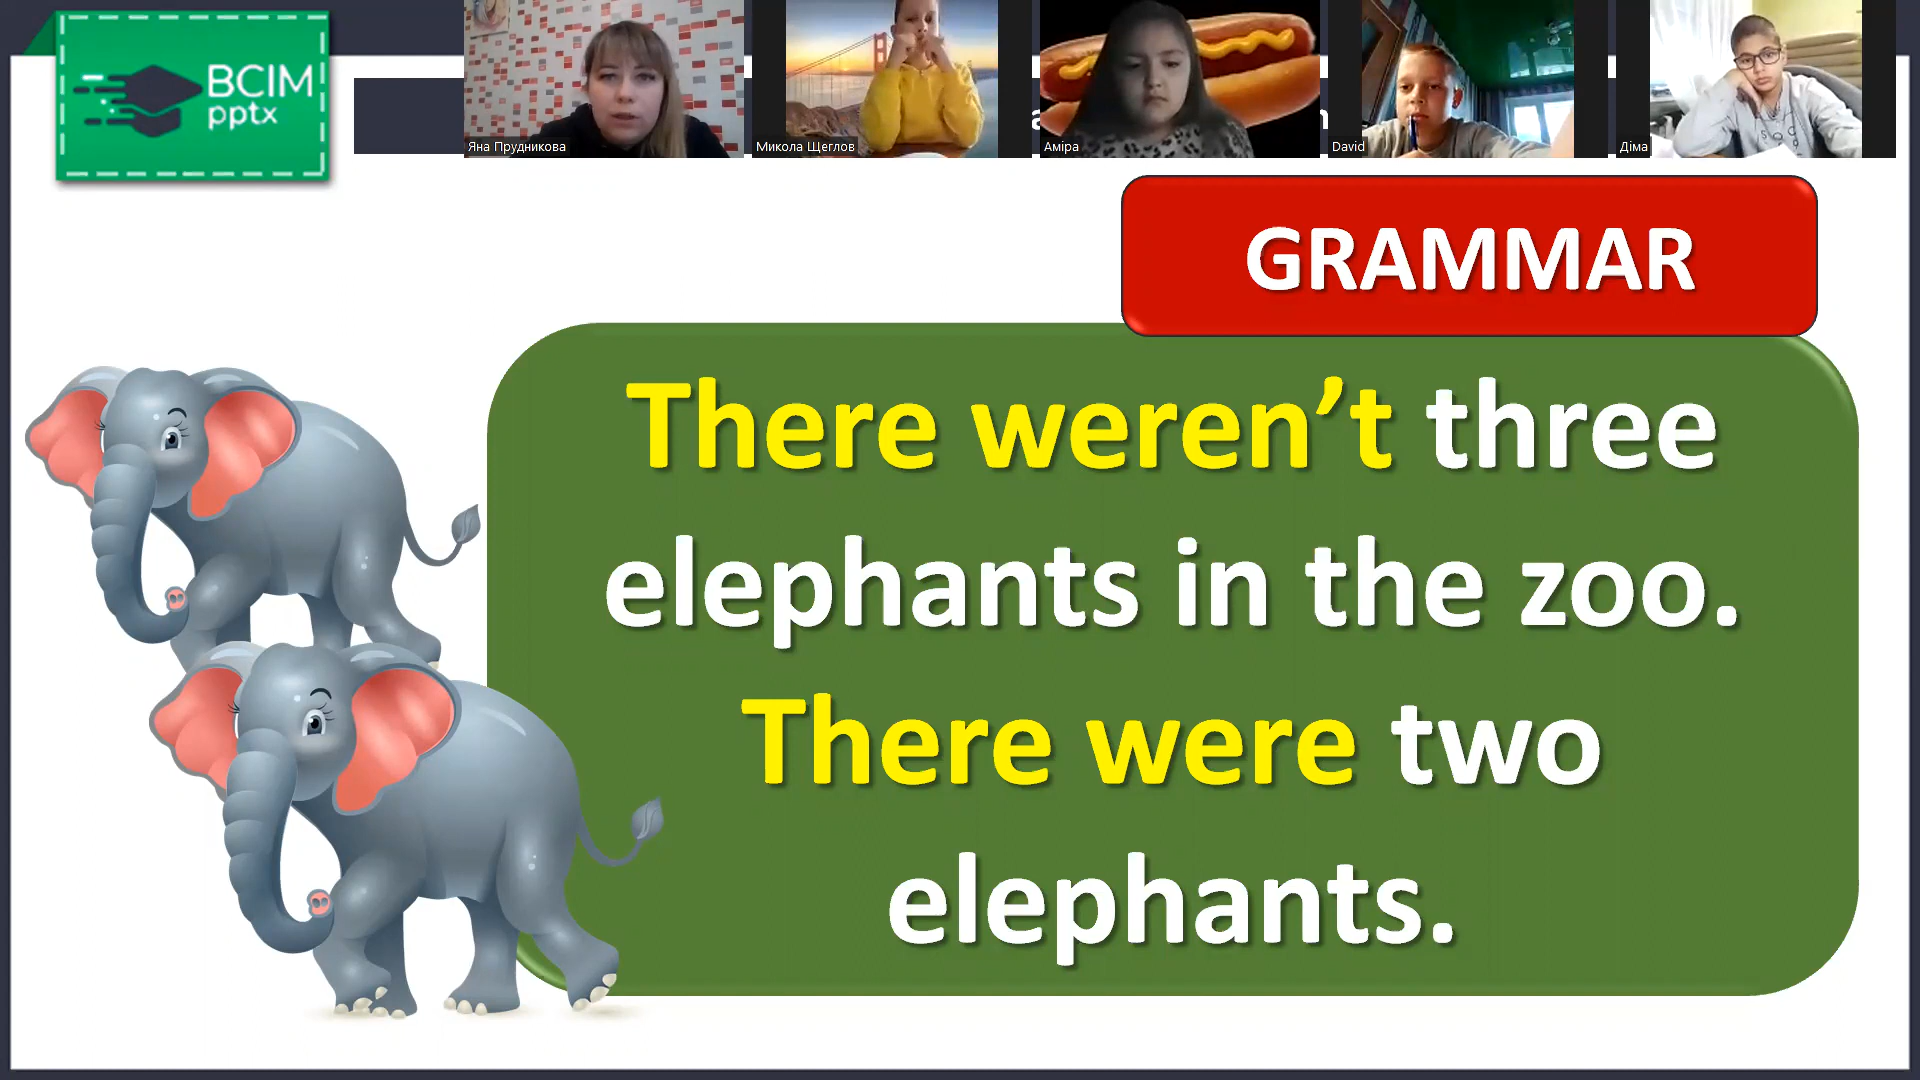 ВСІМ
pptx
Яна Прудникова
Микола Щеглов
Аміра
David
Діма
GRAMMAR
There weren’t three
elephants in the zoo.
There were two
elephants.